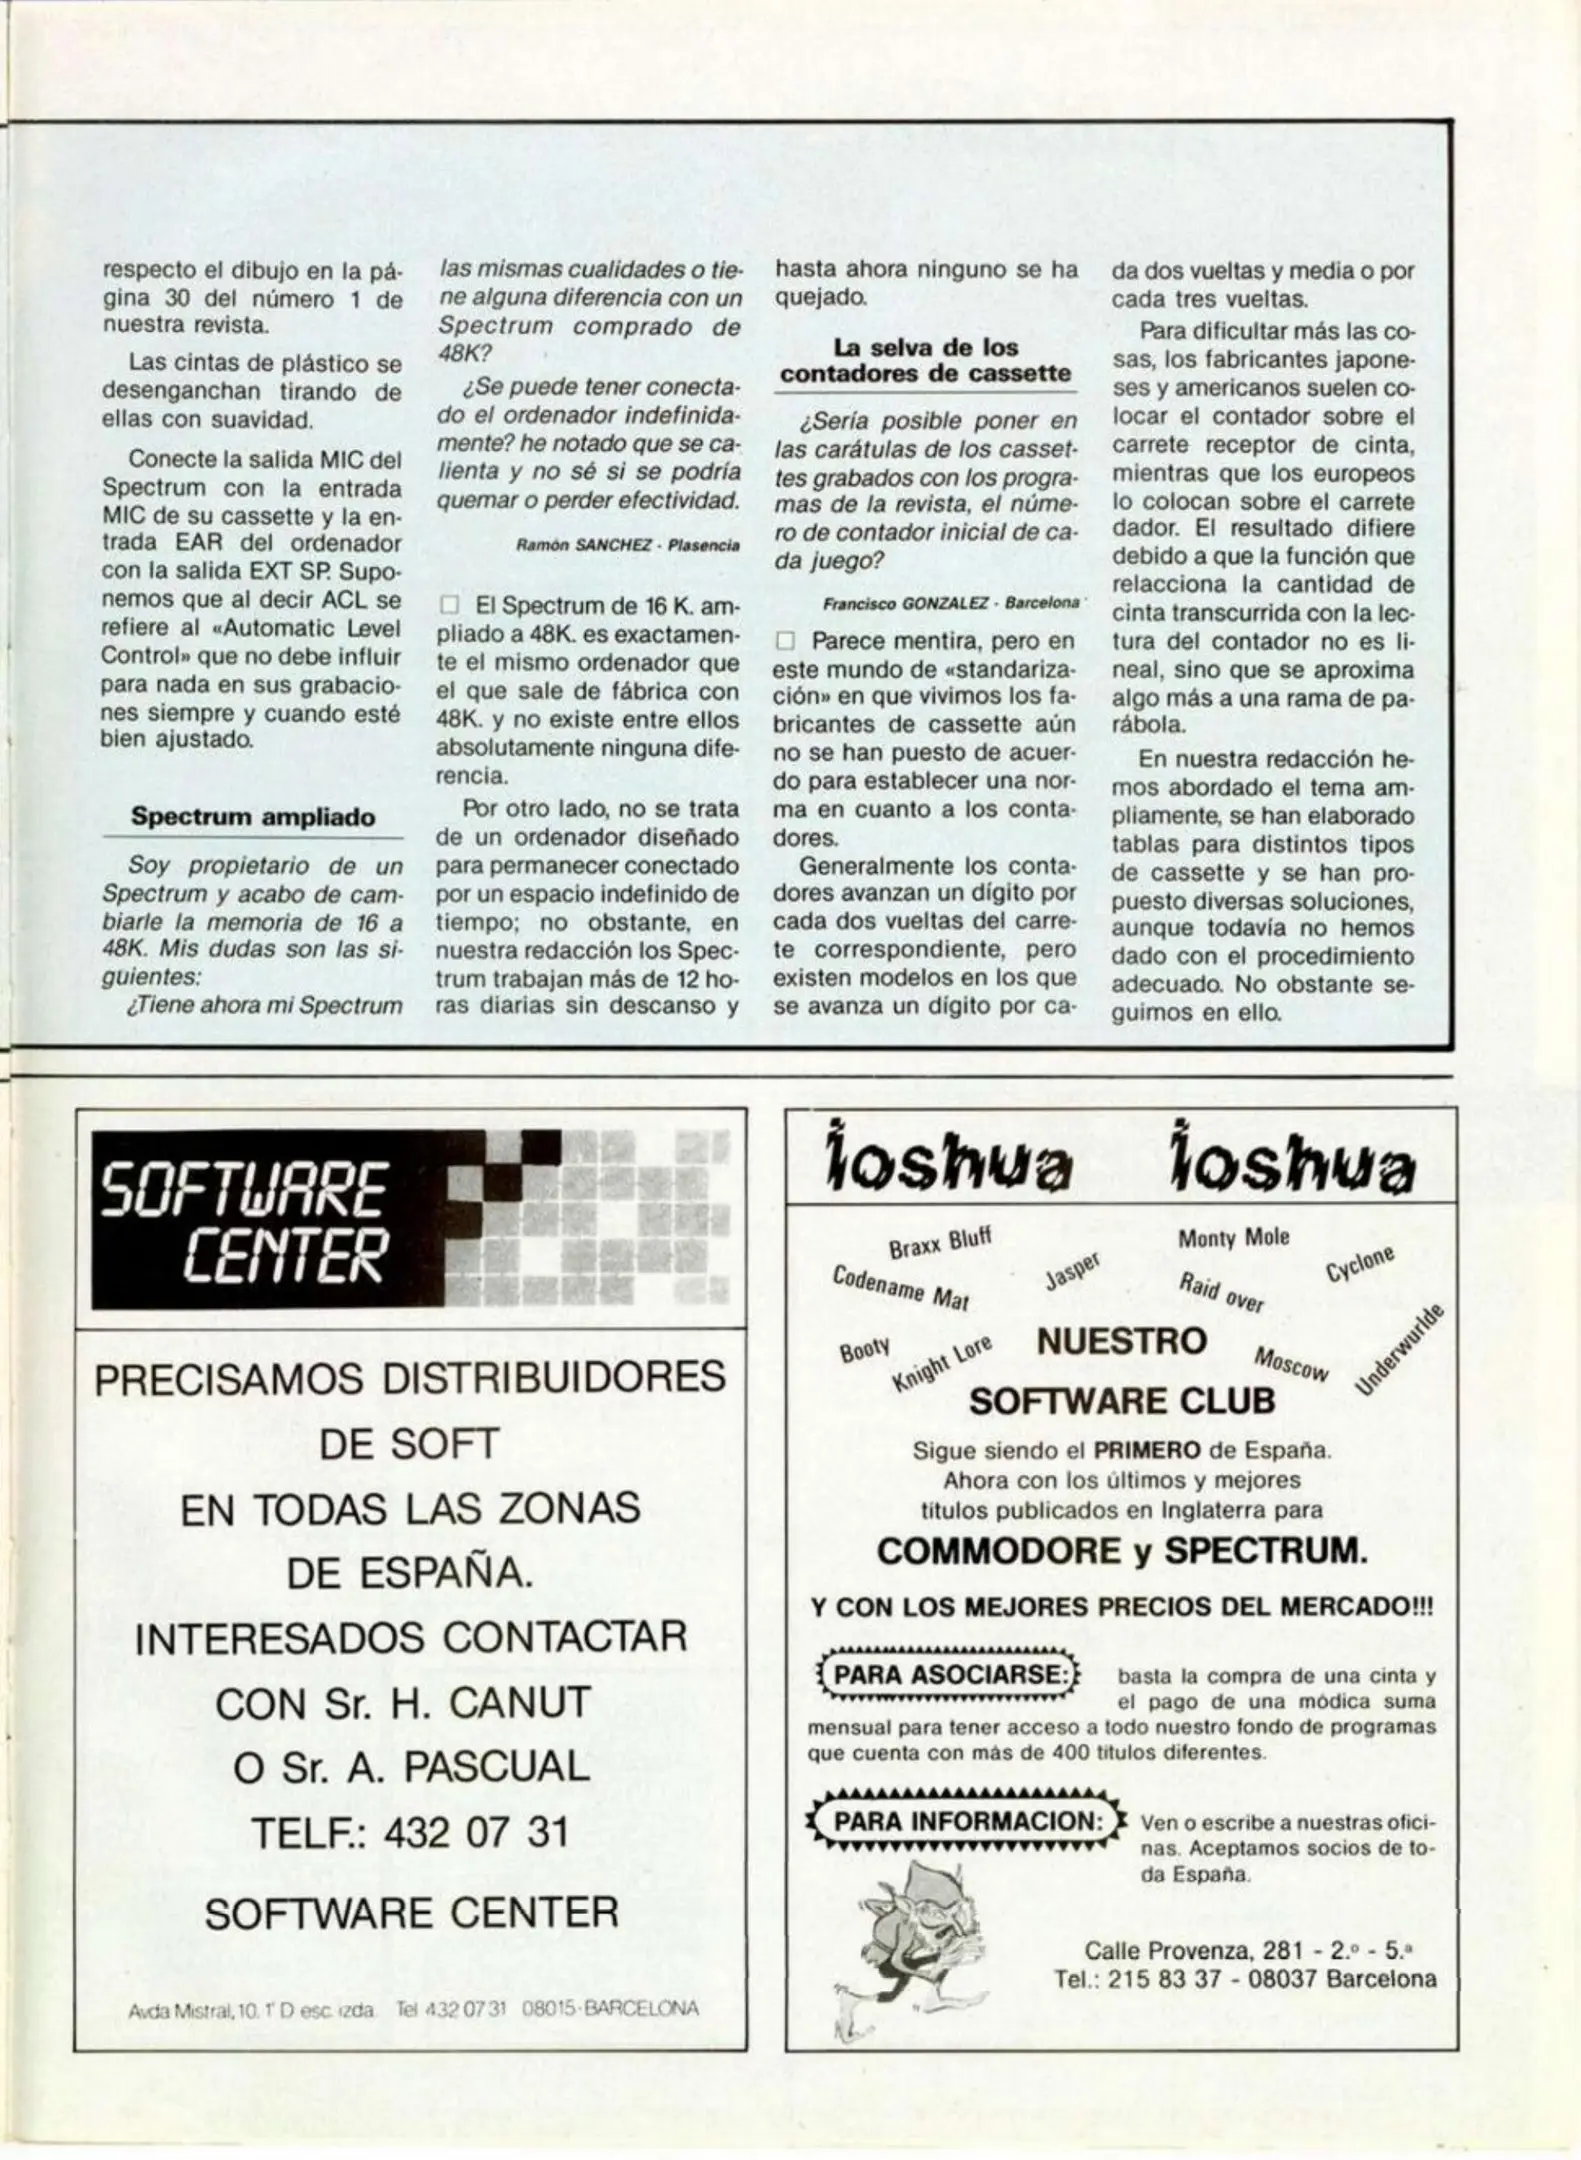 respecto el dibujo en la pá-
gina 30 del número 1 de
nuestra revista.
Las cintas de plástico se
desenganchan tirando de
ellas con suavidad.
Conecte la salida MIC del
Spectrum con la entrada
MIC de su cassette y la en-
trada EAR del ordenador
con la salida EXT SP. Supo-
nemos que al decir ACL se
refiere al «Automatic Level
Control» que no debe influir
para nada en sus grabacio-
nes siempre y cuando esté
bien ajustado.
Spectrum ampliado
Soy propietario de un
Spectrum y acabo de cam-
biarle la memoria de 16 a
48K. Mis dudas son las si-
guientes:
¿Tiene ahora mi Spectrum
las mismas cualidades o tie-
ne alguna diferencia con un
Spectrum comprado de
48K?
¿Se puede tener conecta-
do el ordenador indefinida-
mente? he notado que se ca-
lienta y no sé si se podría
quemar o perder efectividad.
Ramón SANCHEZ - Plasencia
El Spectrum de 16 K. am-
pliado a 48K. es exactamen-
te el mismo ordenador que
el que sale de fábrica con
48K. y no existe entre ellos
absolutamente ninguna dife-
rencia.
Por otro lado, no se trata
de un ordenador diseñado
para permanecer conectado
por un espacio indefinido de
tiempo; no obstante, en
nuestra redacción los Spec-
trum trabajan más de 12 ho-
ras diarias sin descanso y
hasta ahora ninguno se ha
quejado.
La selva de los
contadores de cassette
¿Sería posible poner en
las carátulas de los casset-
tes grabados con los progra-
mas de la revista, el núme-
ro de contador inicial de ca-
da juego?
Francisco GONZALEZ - Barcelona
Parece mentira, pero en
este mundo de «standariza-
ción» en que vivimos los fa-
bricantes de cassette aún
no se han puesto de acuer-
do para establecer una nor-
ma en cuanto a los conta-
dores.
Generalmente los conta-
dores avanzan un dígito por
cada dos vueltas del carre-
te correspondiente, pero
existen modelos en los que
se avanza un dígito por ca-
da dos vueltas y media o por
cada tres vueltas.
Para dificultar más las co-
sas, los fabricantes japone-
ses y americanos suelen co-
locar el contador sobre el
carrete receptor de cinta,
mientras que los europeos
lo colocan sobre el carrete
dador. El resultado difiere
debido a que la función que
relacciona la cantidad de
cinta transcurrida con la lec-
tura del contador no es li-
neal, sino que se aproxima
algo más a una rama de pa-
rábola.
En nuestra redacción he-
mos abordado el tema am-
pliamente, se han elaborado
tablas para distintos tipos
de cassette y se han pro-
puesto diversas soluciones,
aunque todavía no hemos
dado con el procedimiento
adecuado. No obstante se-
guimos en ello.
SOFTWARE
CENTER
PRECISAMOS DISTRIBUIDORES
DE SOFT
EN TODAS LAS ZONAS
DE ESPAÑA.
INTERESADOS CONTACTAR
CON Sr. H. CANUT
O Sr. A. PASCUAL
TELF.: 432 07 31
SOFTWARE CENTER
Avda Mistral, 10. 1º D esc. izda. Tel 432 07 31 08015-BARCELONA
ioshua ioshua
Braxx Bluff
Monty Mole
Codename Mat
Jasper
Raid over
Cyclone
Booty
Knight Lore
Moscow
Underwurlde
NUESTRO
SOFTWARE CLUB
Sigue siendo el PRIMERO de España.
Ahora con los últimos y mejores
titulos publicados en Inglaterra para
COMMODORE y SPECTRUM.
Y CON LOS MEJORES PRECIOS DEL MERCADO!!!
PARA ASOCIARSE: basta la compra de una cinta y
el pago de una módica suma
mensual para tener acceso a todo nuestro fondo de programas
que cuenta con más de 400 titulos diferentes.
PARA INFORMACION: Ven o escribe a nuestras ofici-
nas. Aceptamos socios de to-
da España.
Calle Provenza, 281 - 2.º - 5.ª
Tel.: 215 83 37 - 08037 Barcelona